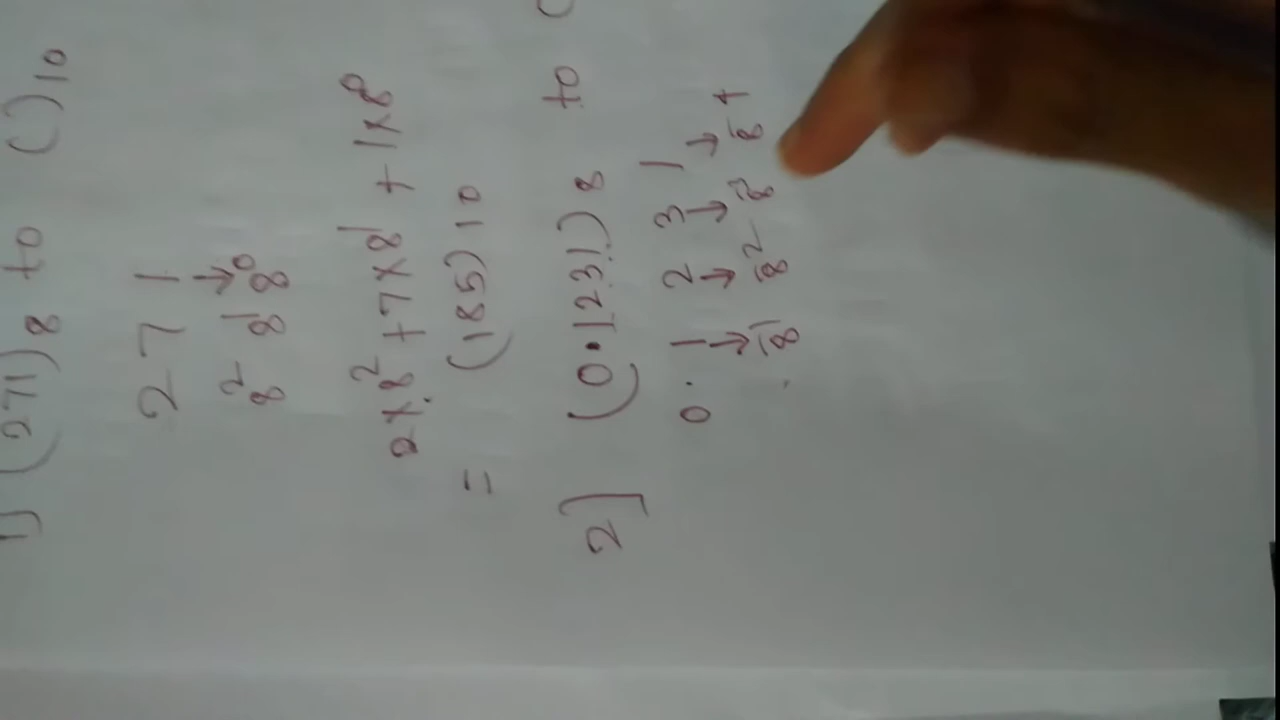 1) (271)8 to ( )10
2 7 1
↓
8² 8¹ 8⁰
2×8² + 7×8¹ + 1×8
= (185)10
2] (0.1231)8 to (
0. 1 2 3 1
↓ ↓ ↓ ↓
. 8⁻¹ 8⁻² 8⁻³ 8⁻⁴